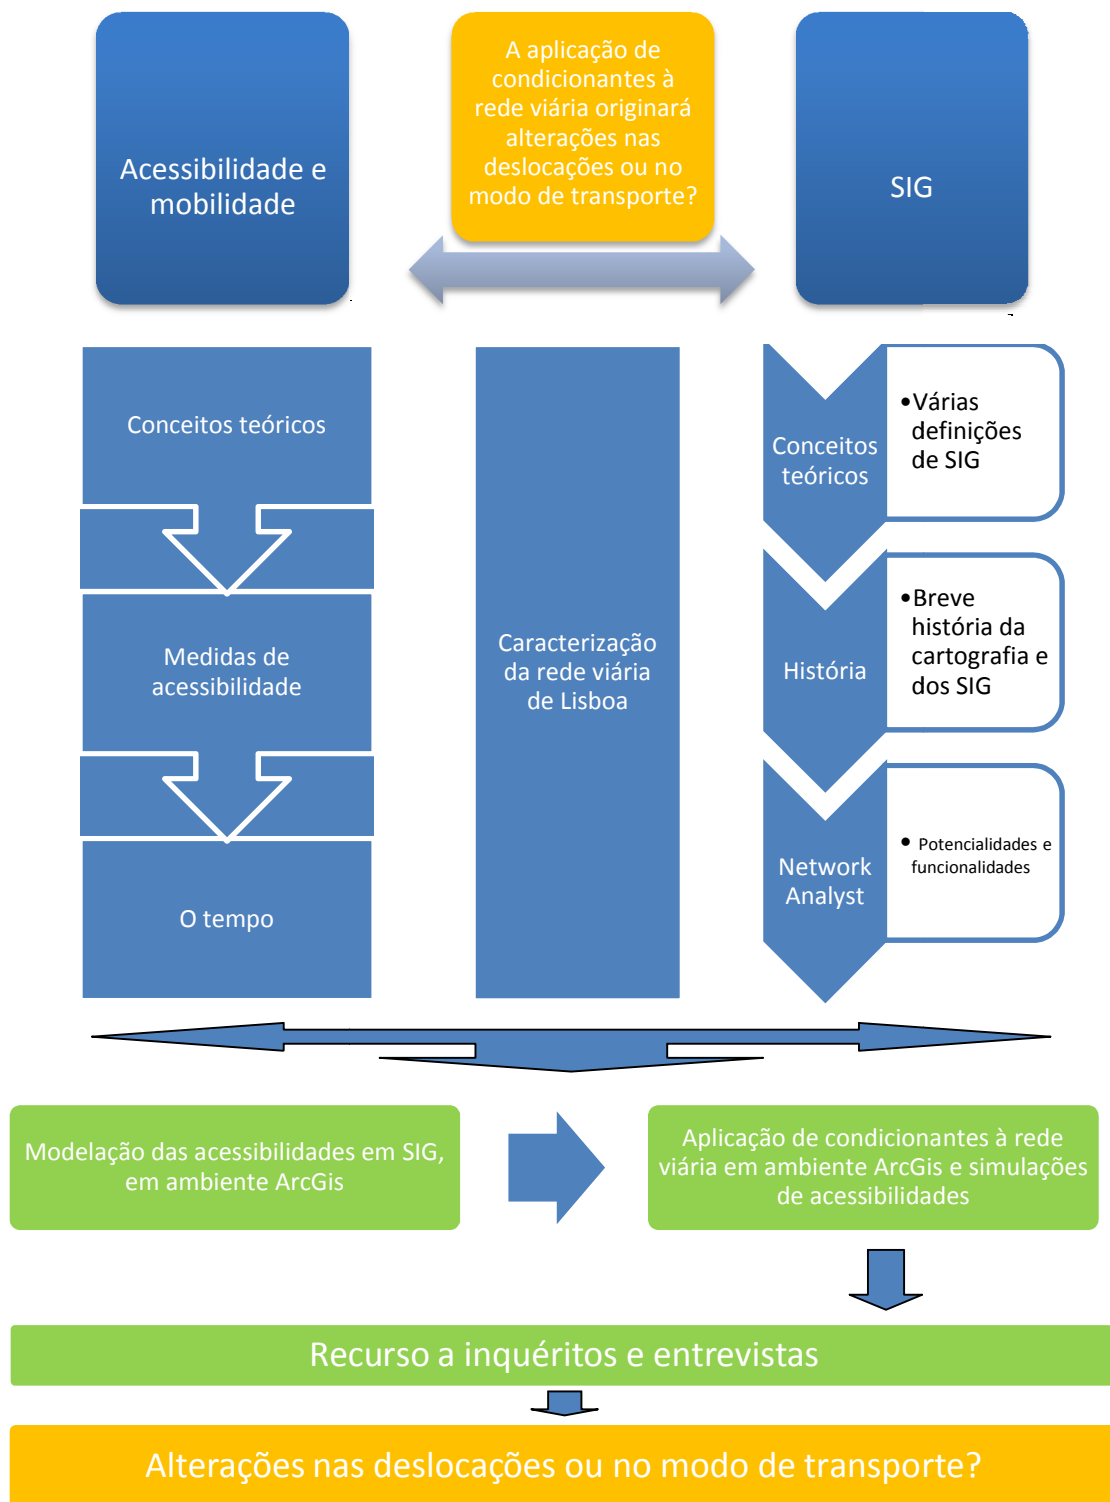 Acessibilidade e
mobilidade
A aplicação de
condicionantes à
rede viária originará
alterações nas
deslocações ou no
modo de transporte?
SIG
Conceitos teóricos
Medidas de
acessibilidade
O tempo
Caracterização
da rede viária
de Lisboa
Conceitos
teóricos
•Várias
definições
de SIG
História
•Breve
história da
cartografia e
dos SIG
Network
Analyst
• Potencialidades e
funcionalidades
Modelação das acessibilidades em SIG,
em ambiente ArcGis
Aplicação de condicionantes à rede
viária em ambiente ArcGis e simulações
de acessibilidades
Recurso a inquéritos e entrevistas
Alterações nas deslocações ou no modo de transporte?